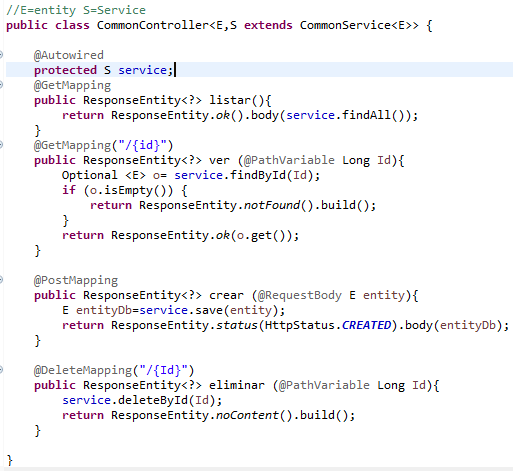 //E=entity S=Service
public class CommonController<E,S extends CommonService<E>> {
@Autowired
protected S service;
@GetMapping
public ResponseEntity<?> listar(){
return ResponseEntity.ok().body(service.findAll());
}
@GetMapping("/{id}")
public ResponseEntity<?> ver (@PathVariable Long Id){
Optional <E> o= service.findById(Id);
if (o.isEmpty()) {
return ResponseEntity.notFound().build();
}
return ResponseEntity.ok(o.get());
}
@PostMapping
public ResponseEntity<?> crear (@RequestBody E entity){
E entityDb=service.save(entity);
return ResponseEntity.status(HttpStatus.CREATED).body(entityDb);
}
@DeleteMapping("/{Id}")
public ResponseEntity<?> eliminar (@PathVariable Long Id){
service.deleteById(Id);
return ResponseEntity.noContent().build();
}
}